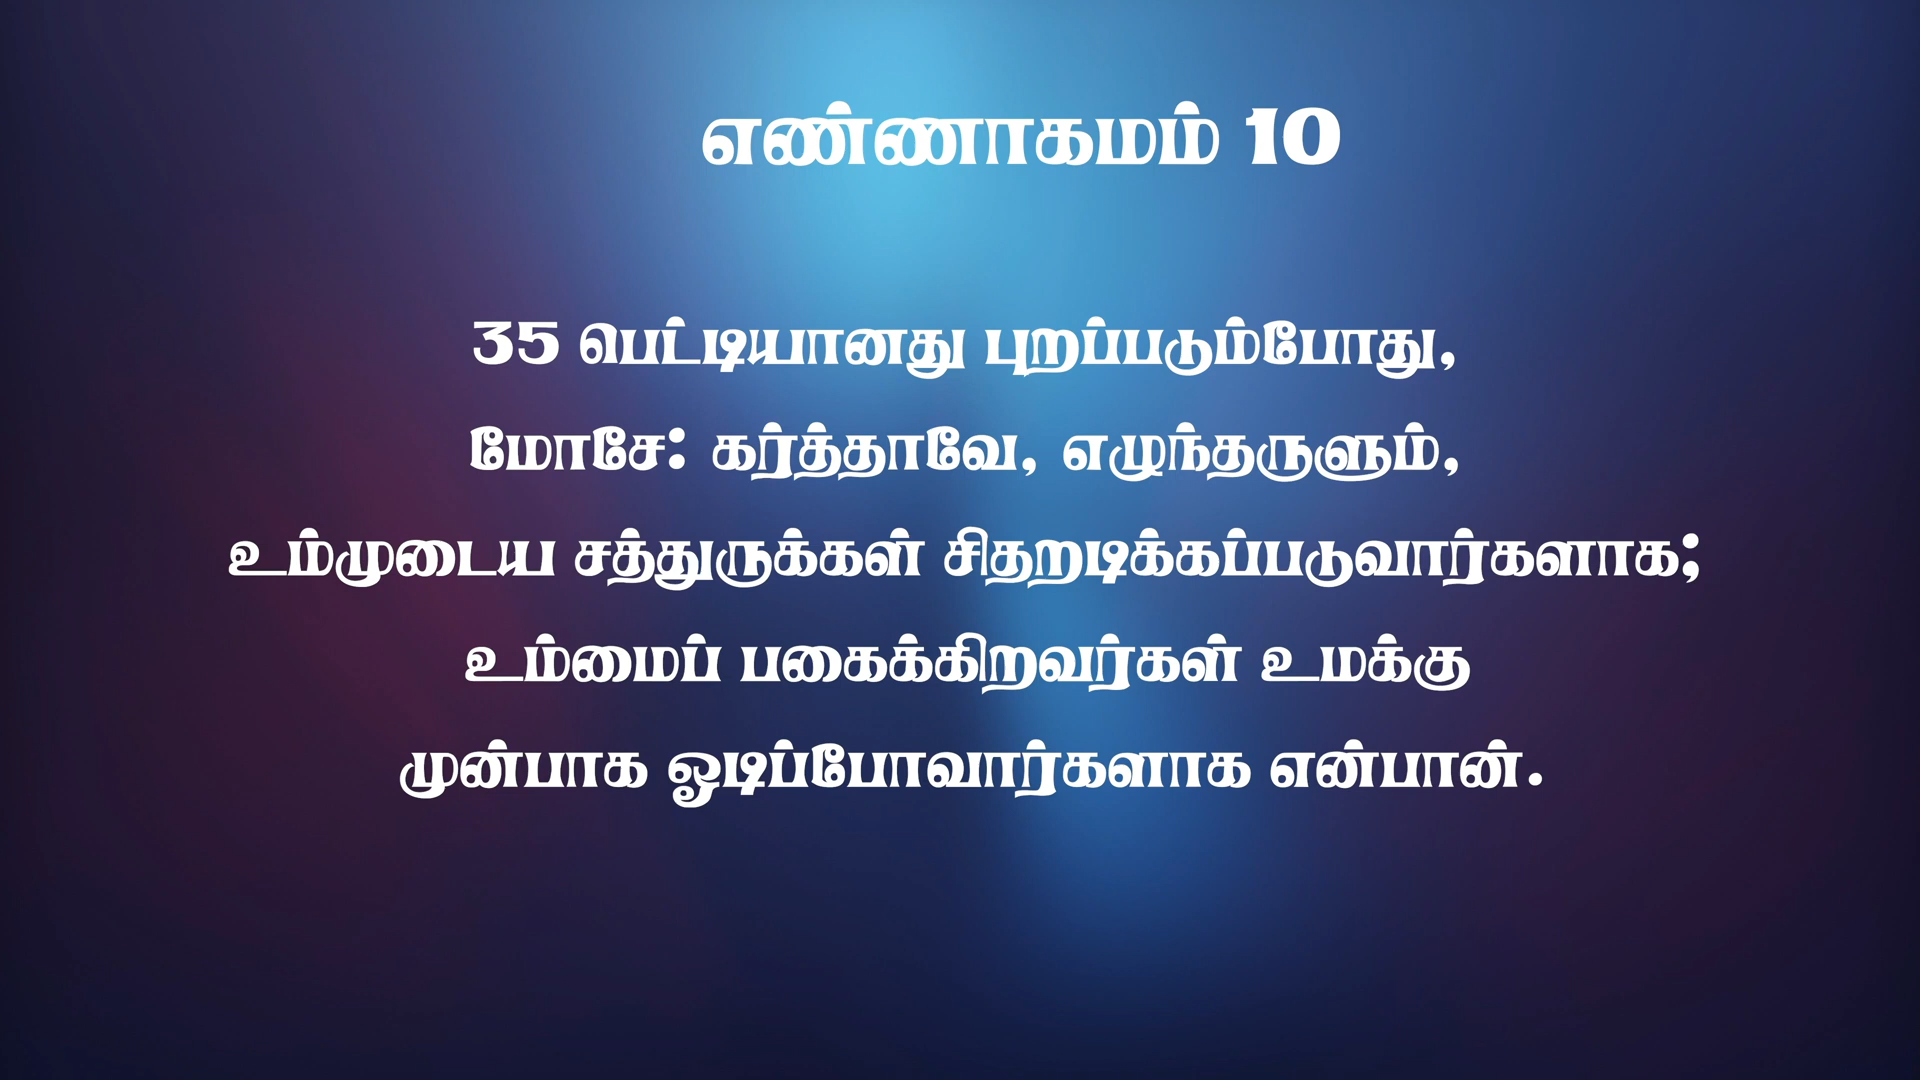 எண்ணாகமம் 10
35 பெட்டியானது புறப்படும்போது,
மோசே: கர்த்தாவே, எழுந்தருளும்,
உம்முடைய சத்துருக்கள் சிதறடிக்கப்படுவார்களாக;
உம்மைப் பகைக்கிறவர்கள் உமக்கு
முன்பாக ஓடிப்போவார்களாக என்பான்.